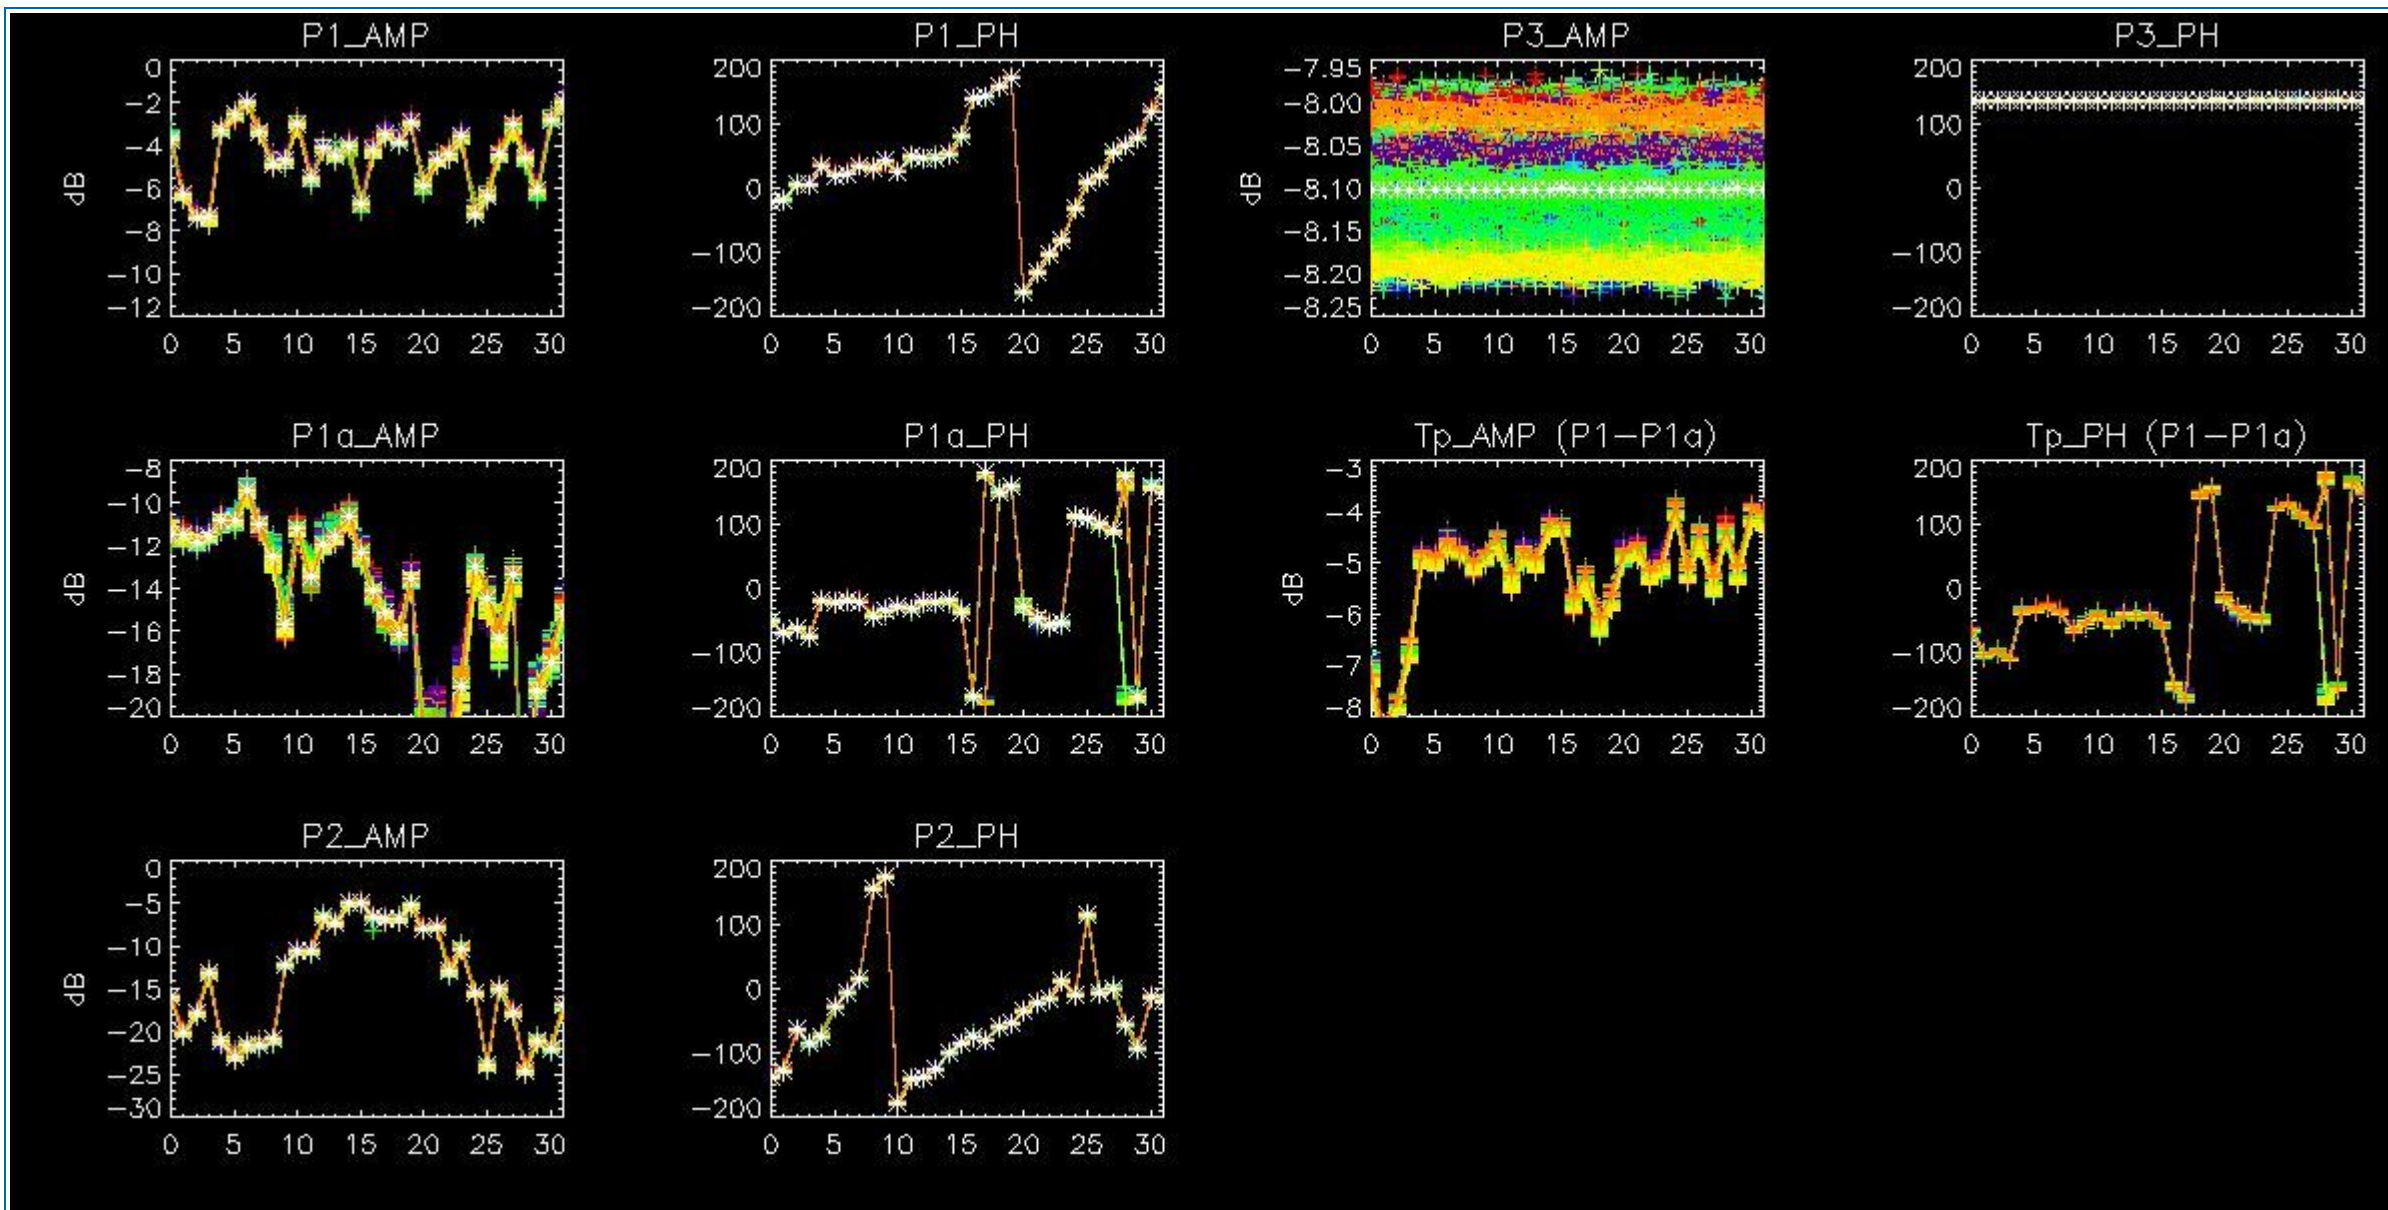 P1_AMP P1_PH P3_AMP P3_PH
0 200 -7.95 200
-2 100 -8.00 100
-4 0 -8.05 0
-6 -100 -8.10 -100
-8 -200 -8.15 -200
-10 -8.20
-12 -8.25
dB dB
0 5 10 15 20 25 30 0 5 10 15 20 25 30 0 5 10 15 20 25 30 0 5 10 15 20 25 30
P1a_AMP P1a_PH Tp_AMP (P1-P1a) Tp_PH (P1-P1a)
-8 200 -3 200
-10 100 -4 100
-12 0 -5 0
-14 -100 -6 -100
-16 -200 -7 -200
-18 -8
-20
dB dB
0 5 10 15 20 25 30 0 5 10 15 20 25 30 0 5 10 15 20 25 30 0 5 10 15 20 25 30
P2_AMP P2_PH
0 200
-5 100
-10 0
-15 -100
-20 -200
-25
-30
dB
0 5 10 15 20 25 30 0 5 10 15 20 25 30